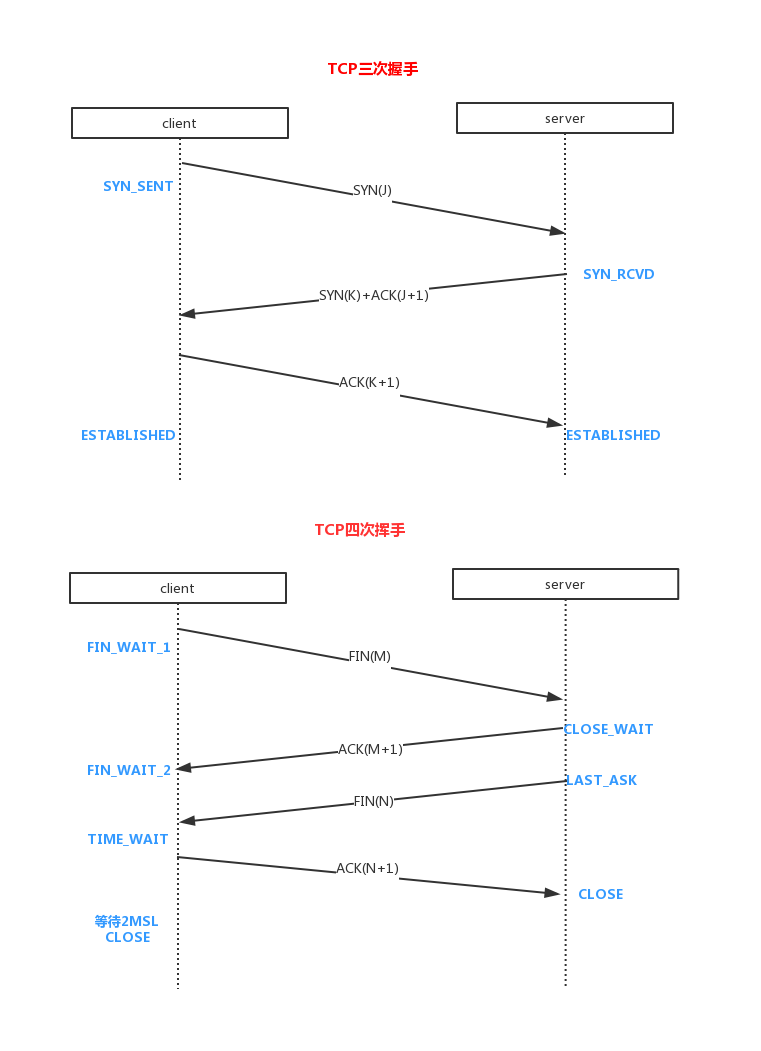 TCP三次握手
client
server
SYN_SENT
SYN(J)
SYN_RCVD
SYN(K)+ACK(J+1)
ACK(K+1)
ESTABLISHED
ESTABLISHED
TCP四次挥手
client
server
FIN_WAIT_1
FIN(M)
CLOSE_WAIT
ACK(M+1)
FIN_WAIT_2
LAST_ASK
FIN(N)
TIME_WAIT
ACK(N+1)
CLOSE
等待2MSL
CLOSE